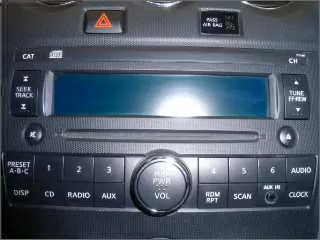 PASS
AIR BAG
CAT
CH
SEEK
TRACK
TUNE
FF·REW
PRESET
A·B·C
1
2
3
PUSH
PWR
VOL
4
5
6
AUDIO
DISP
CD
RADIO
AUX
RDM
RPT
SCAN
AUX IN
CLOCK